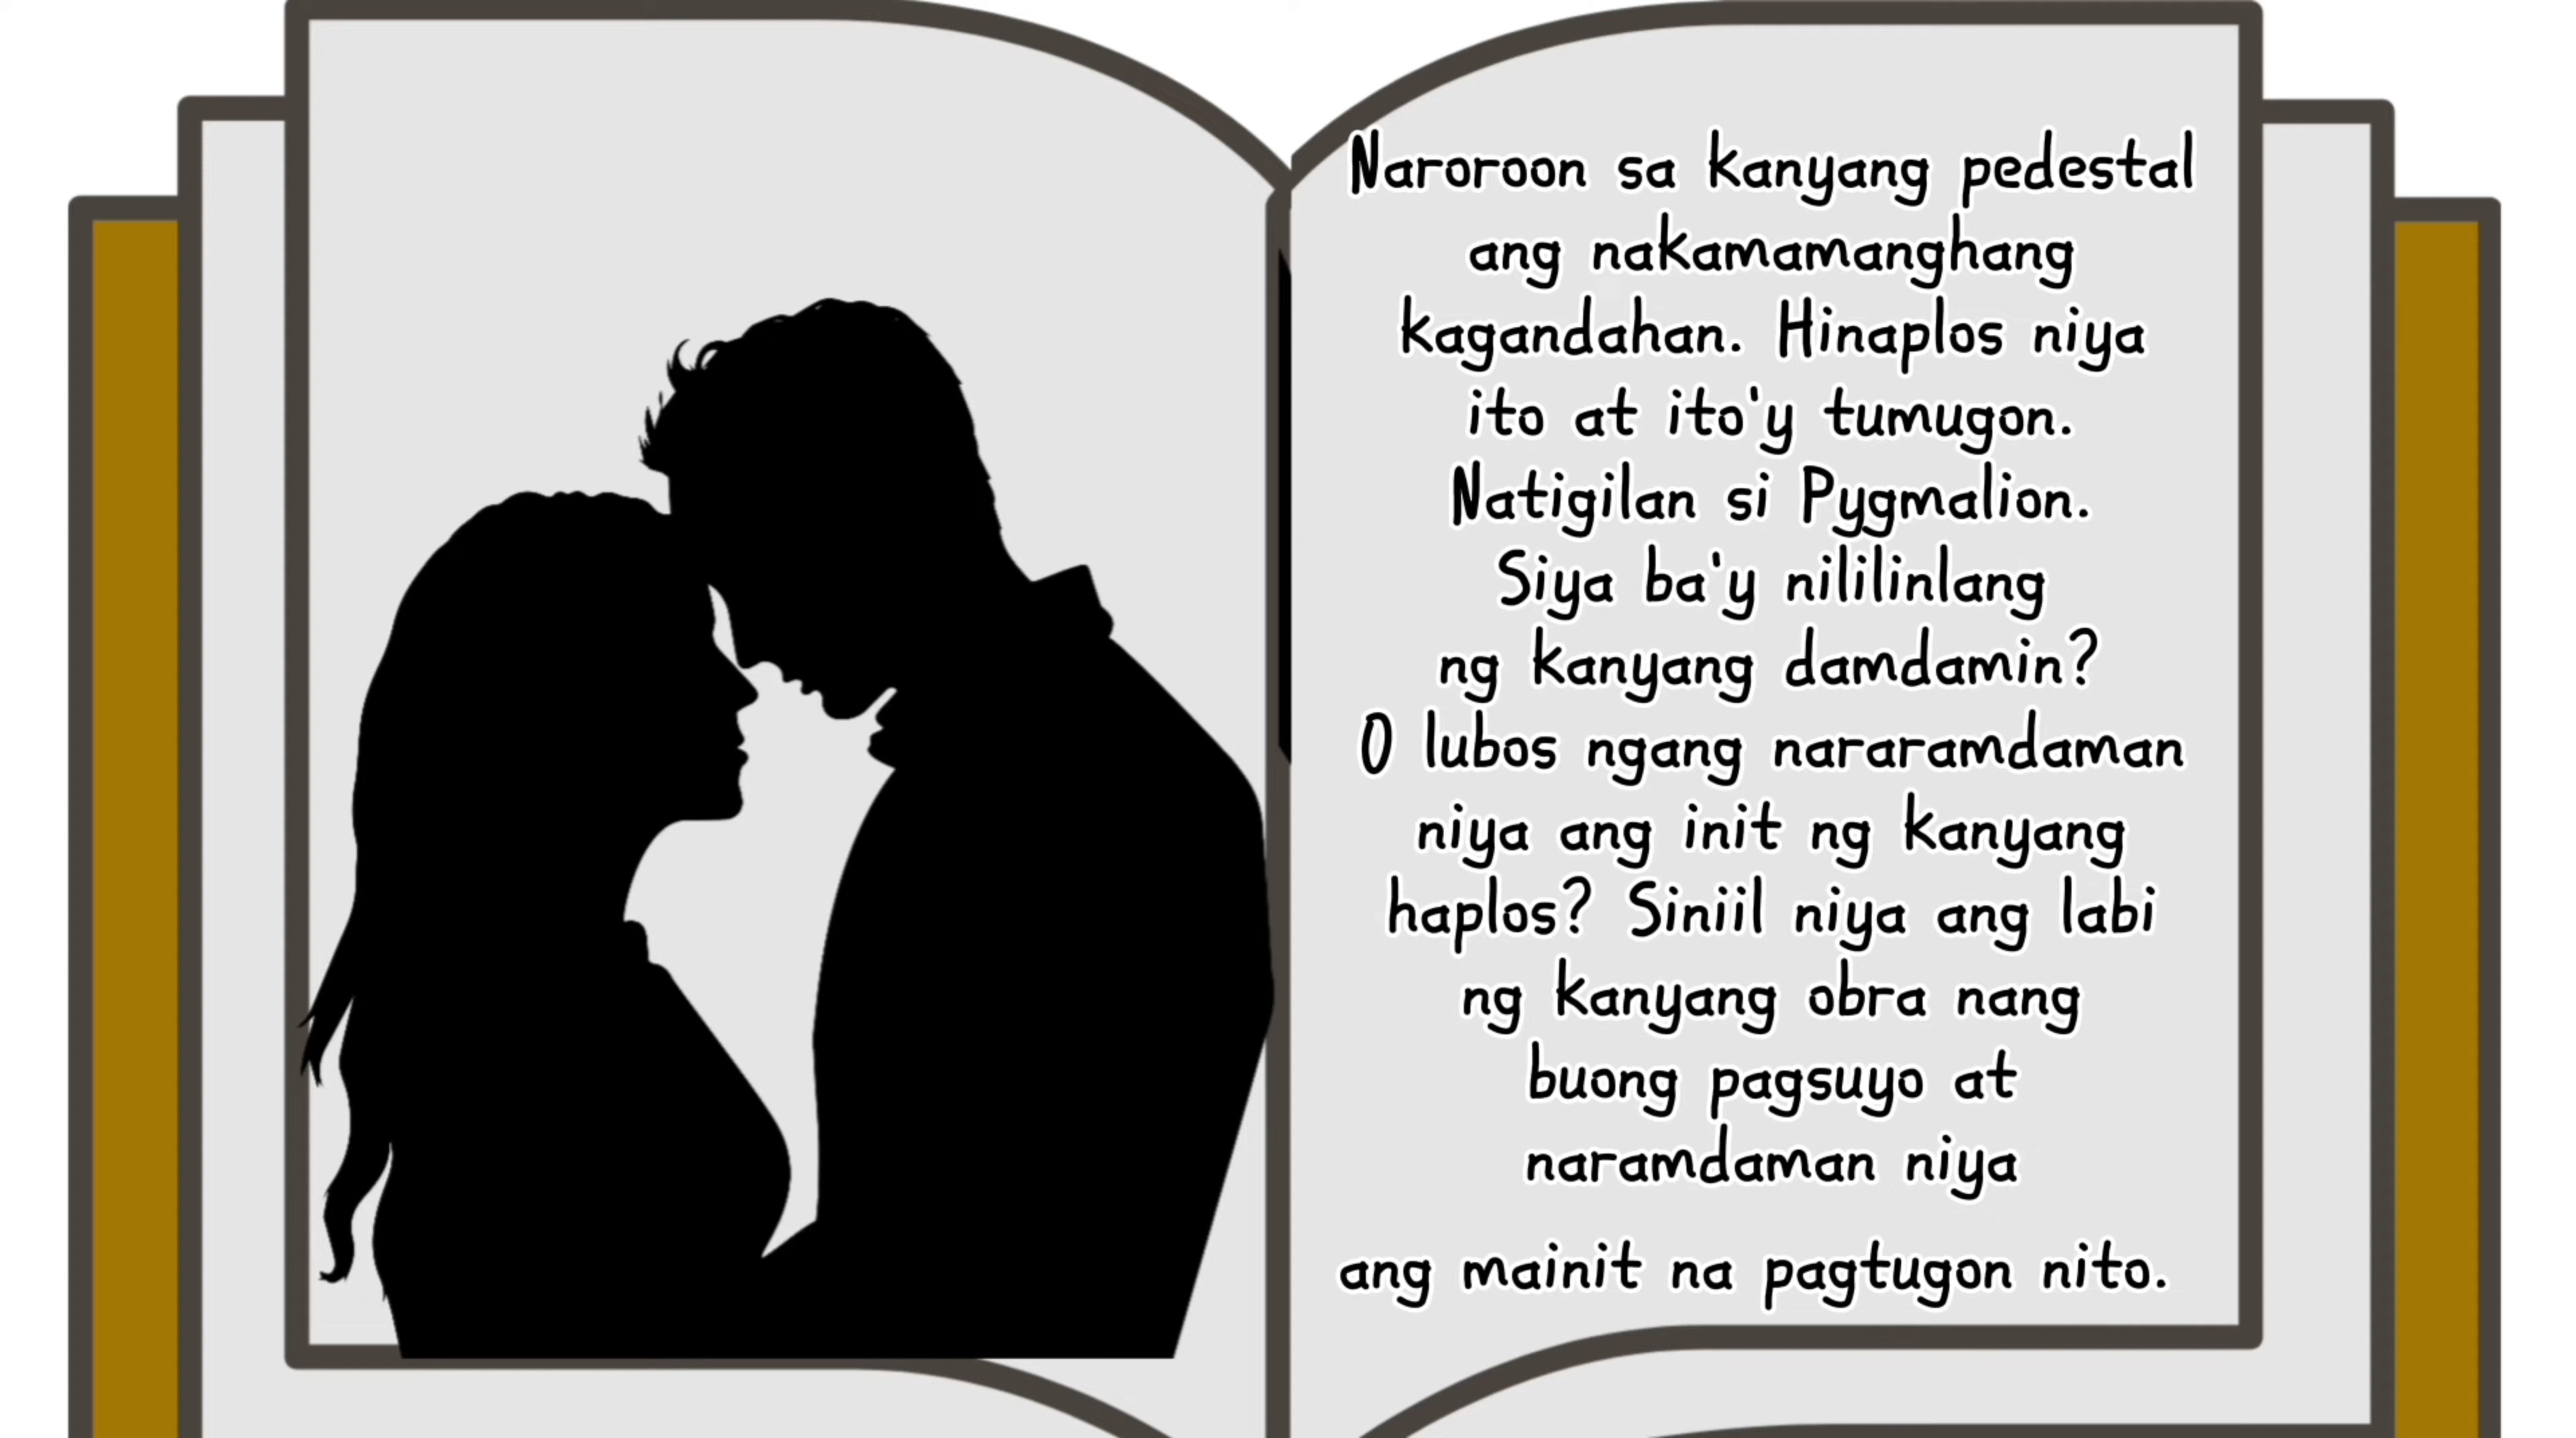 Naroroon sa kanyang pedestal
ang nakamamanghang
kagandahan. Hinaplos niya
ito at ito'y tumugon.
Natigilan si Pygmalion.
Siya ba'y nililinlang
ng kanyang damdamin?
O lubos ngang nararamdaman
niya ang init ng kanyang
haplos? Siniil niya ang labi
ng kanyang obra nang
buong pagsuyo at
naramdaman niya
ang mainit na pagtugon nito.